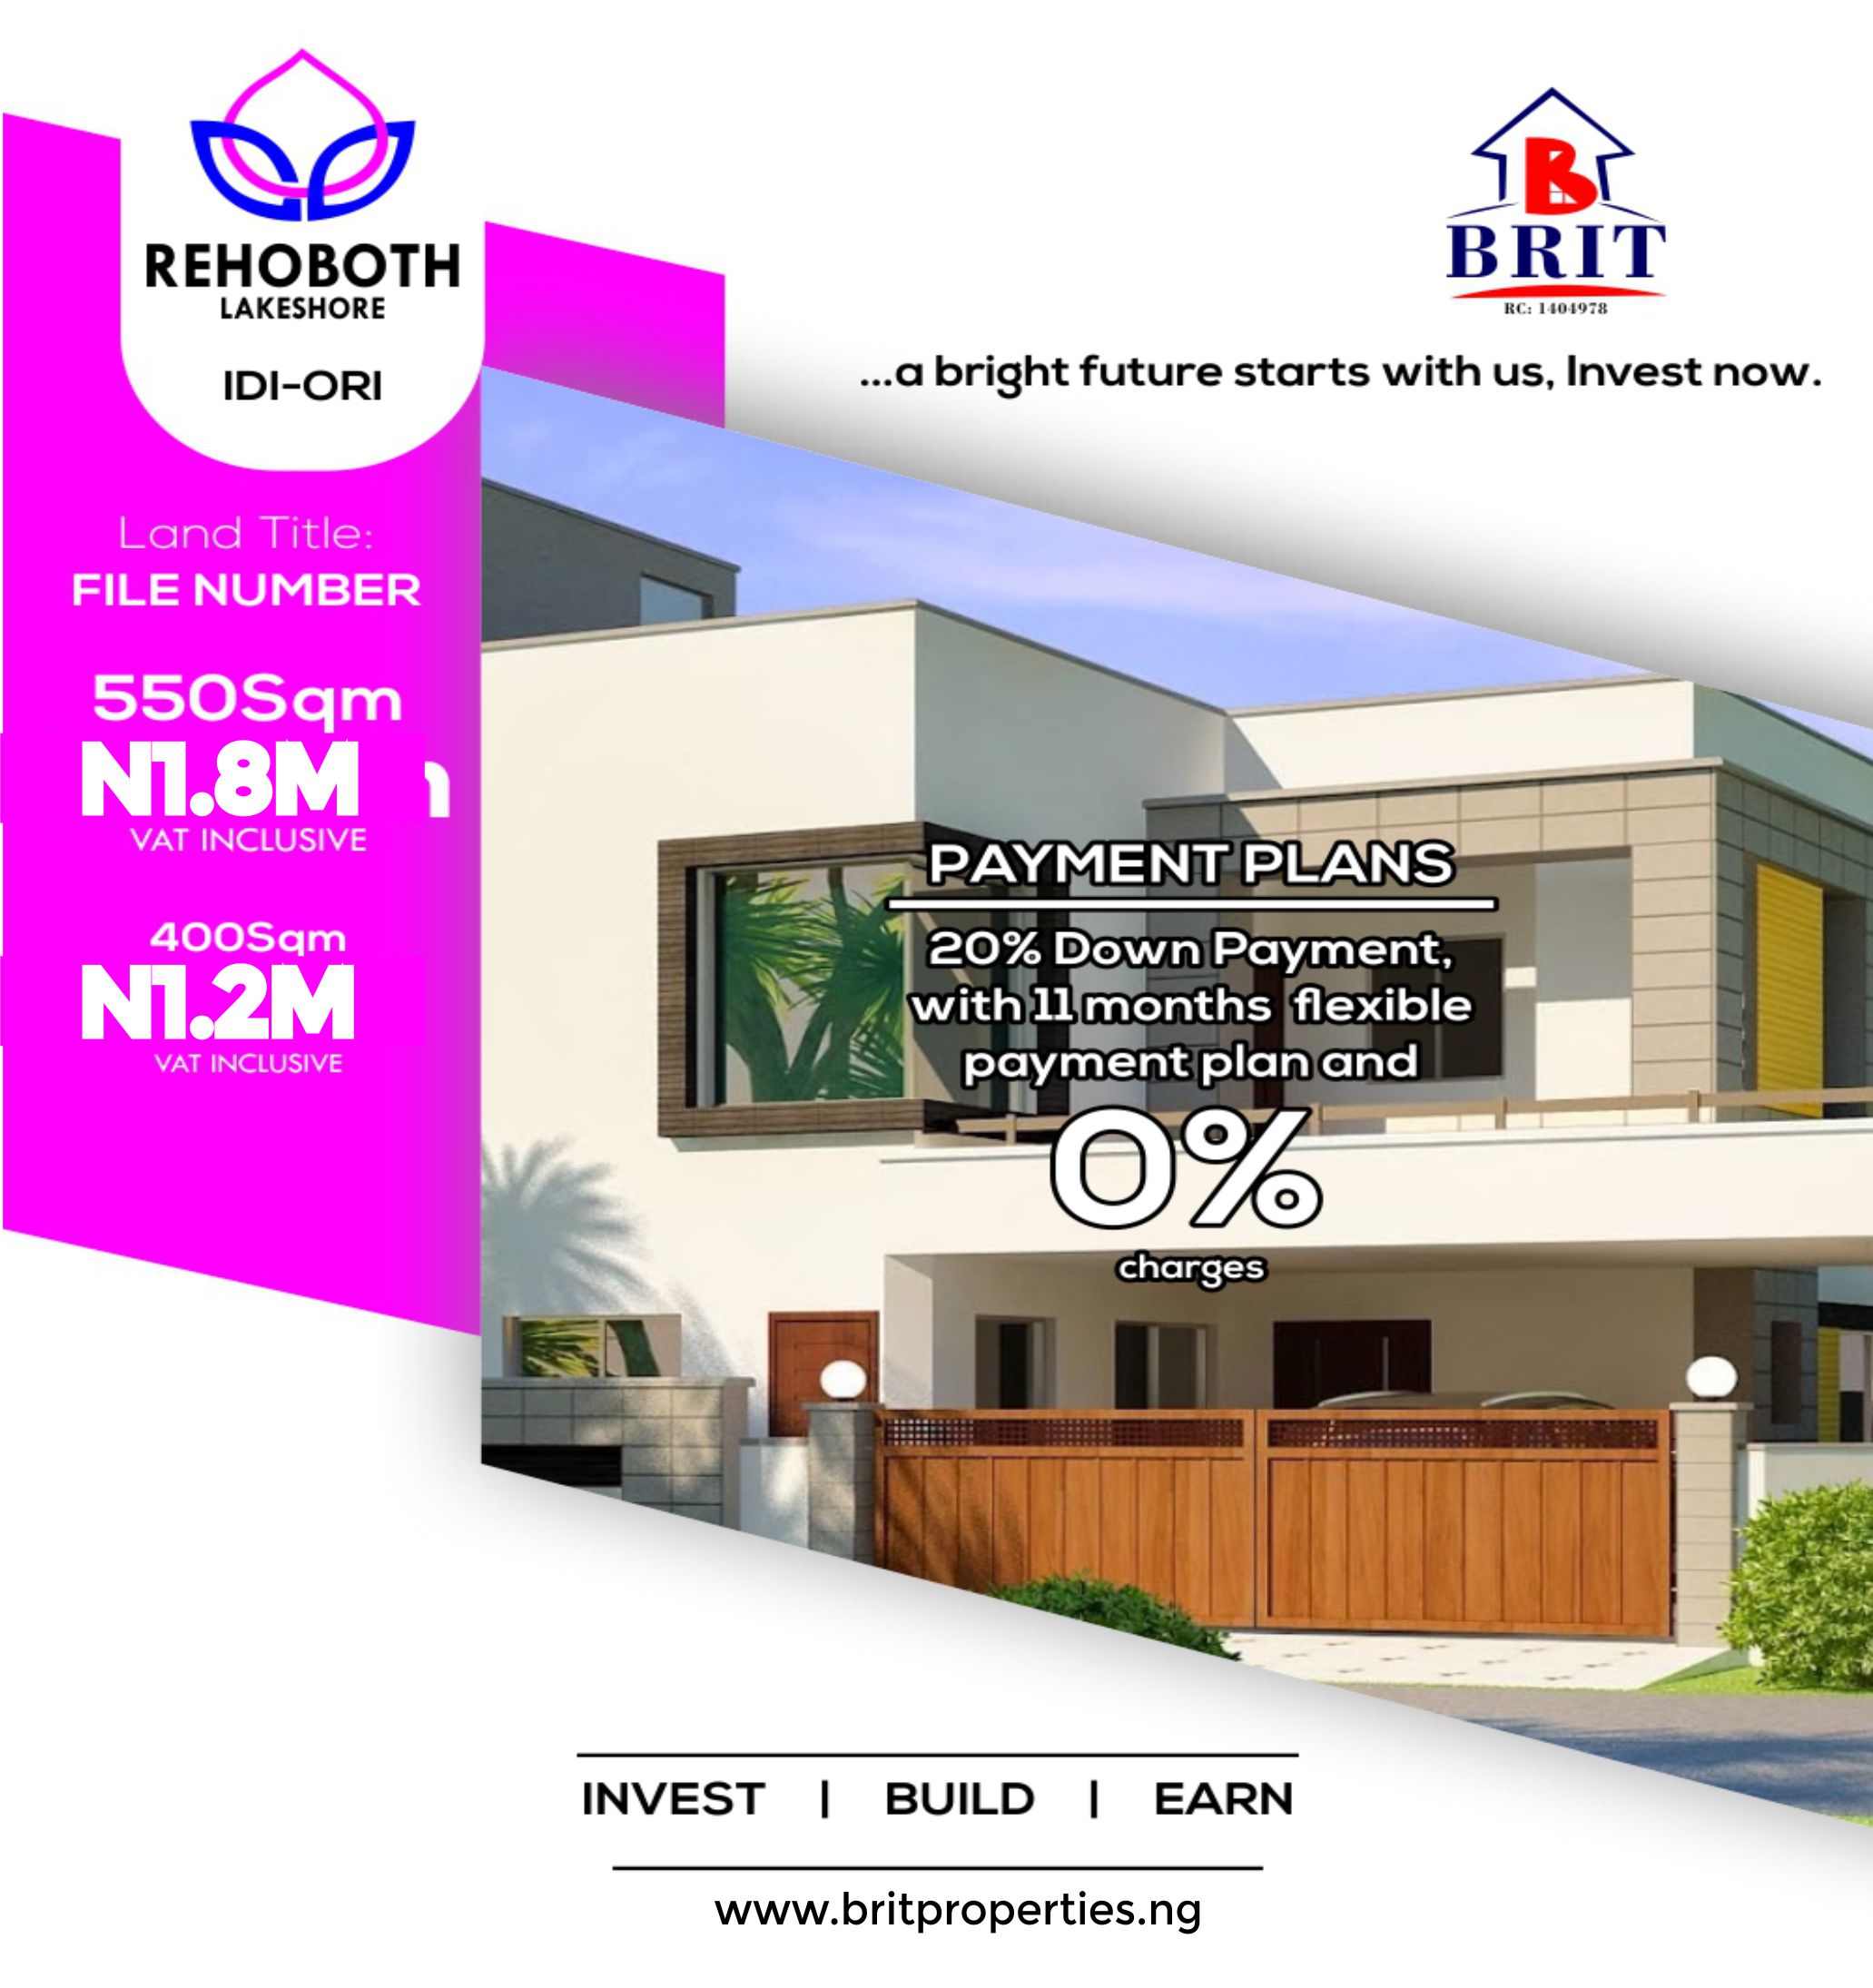 REHOBOTH
LAKESHORE
IDI-ORI
B
BRIT
RC: 1404978
...a bright future starts with us, Invest now.
Land Title:
FILE NUMBER
550Sqm
N1.8M
VAT INCLUSIVE
400Sqm
N1.2M
VAT INCLUSIVE
PAYMENT PLANS
20% Down Payment,
with 11 months flexible
payment plan and
0%
charges
INVEST | BUILD | EARN
www.britproperties.ng